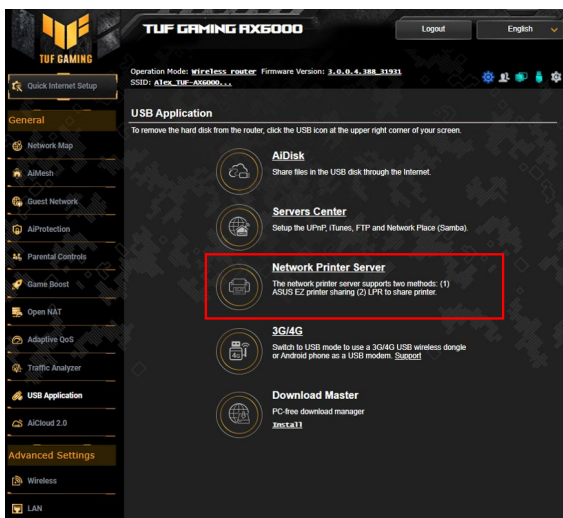 TUF GAMING
TUF GAMING AX6000
Logout
English
Quick Internet Setup
Operation Mode: Wireless router Firmware Version: 3.0.0.4.388_31931
SSID: Alex_TUF-AX6000...
General
Network Map
AiMesh
Guest Network
AiProtection
Parental Controls
Game Boost
Open NAT
Adaptive QoS
Traffic Analyzer
USB Application
AiCloud 2.0
Advanced Settings
Wireless
LAN
USB Application
To remove the hard disk from the router, click the USB icon at the upper right corner of your screen.
AiDisk
Share files in the USB disk through the Internet.
Servers Center
Setup the UPnP, iTunes, FTP and Network Place (Samba).
Network Printer Server
The network printer server supports two methods: (1)
ASUS EZ printer sharing (2) LPR to share printer.
3G/4G
4G
Switch to USB mode to use a 3G/4G USB wireless dongle
or Android phone as a USB modem. Support
Download Master
PC-free download manager
Install